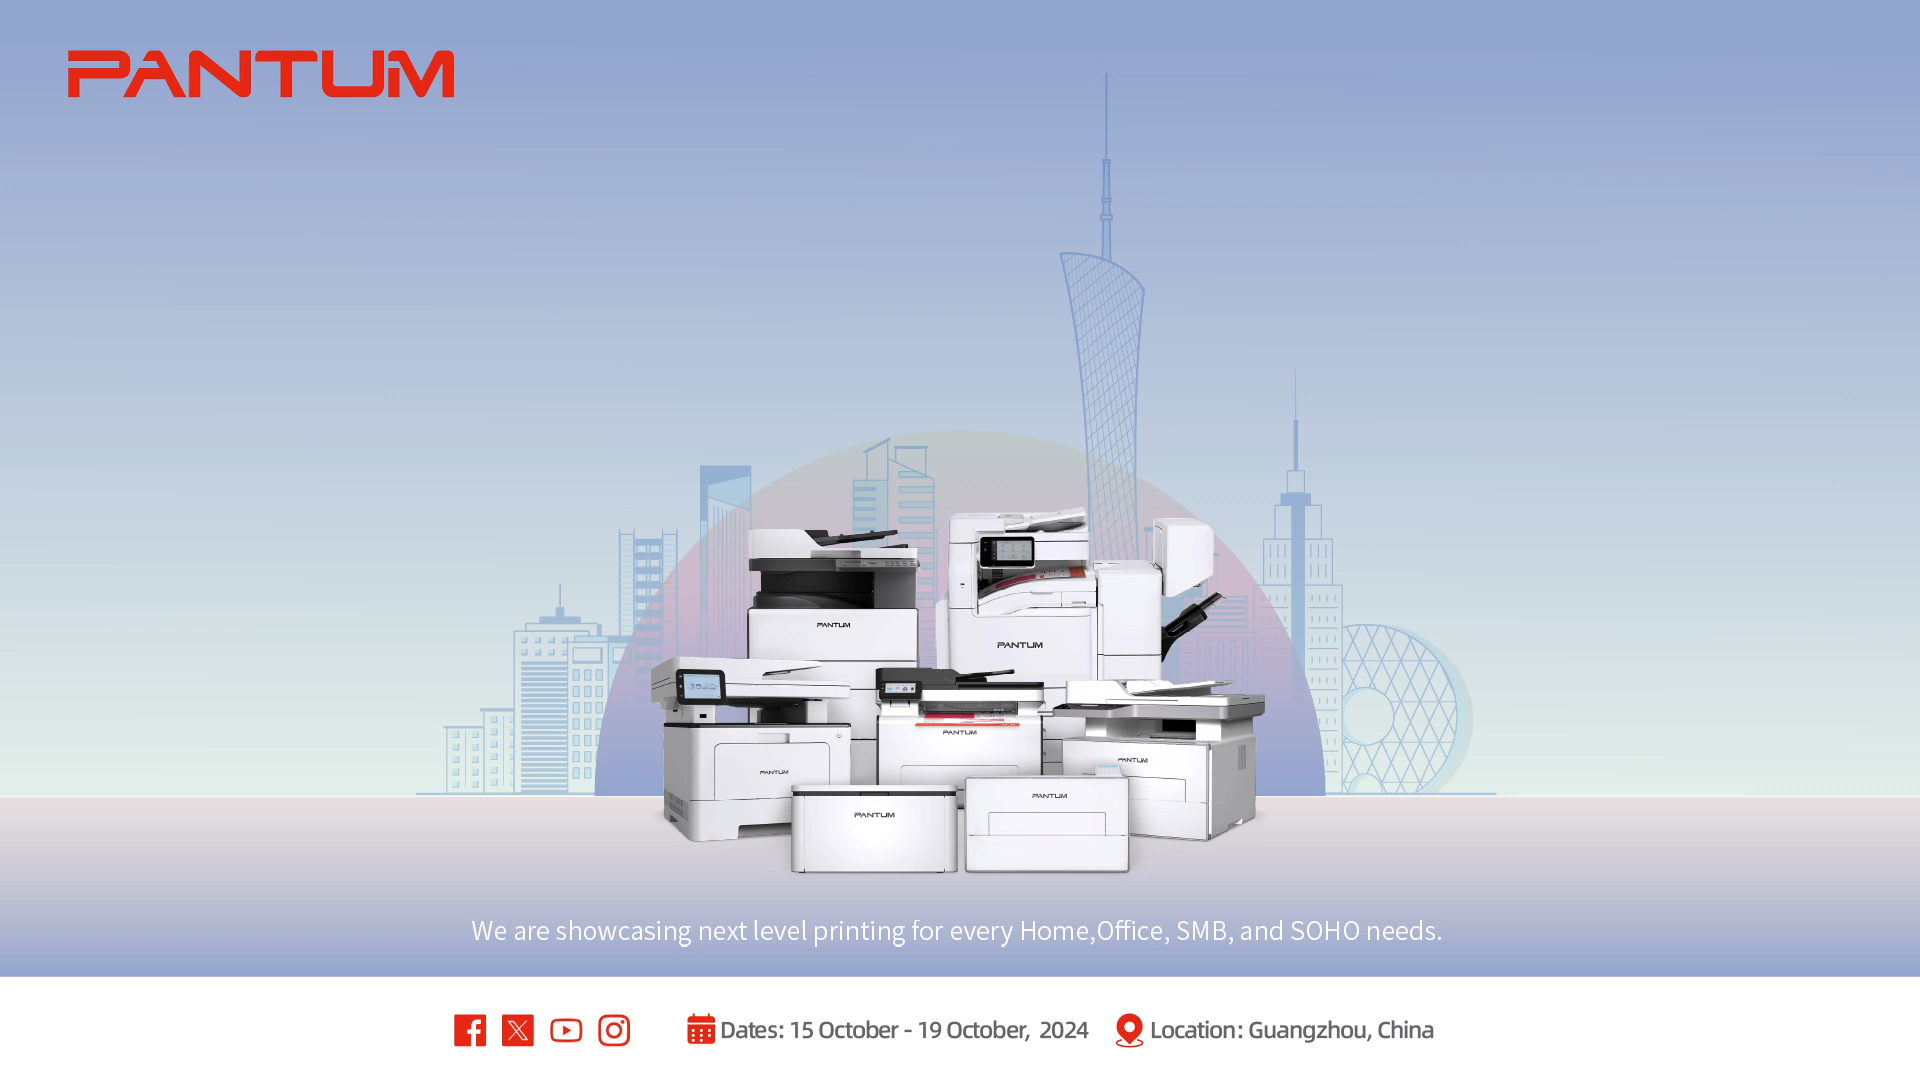 PANTUM
PANTUM
PANTUM
PANTUM
PANTUM
PANTUM
PANTUM
PANTUM
We are showcasing next level printing for every Home,Office, SMB, and SOHO needs.
Dates: 15 October - 19 October, 2024
Location: Guangzhou, China